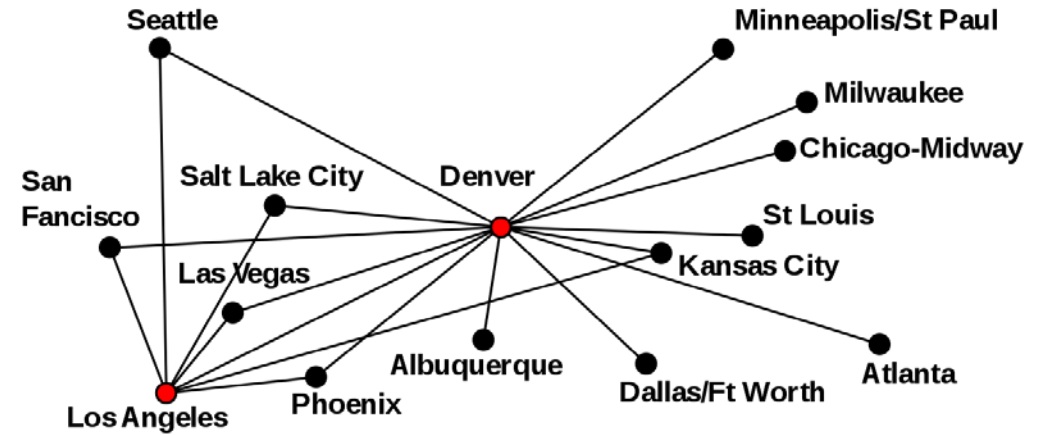 Seattle
Minneapolis/St Paul
Milwaukee
Chicago-Midway
San
Fancisco
Salt Lake City
Denver
St Louis
Las Vegas
Kansas City
Albuquerque
Atlanta
Dallas/Ft Worth
Phoenix
Los Angeles